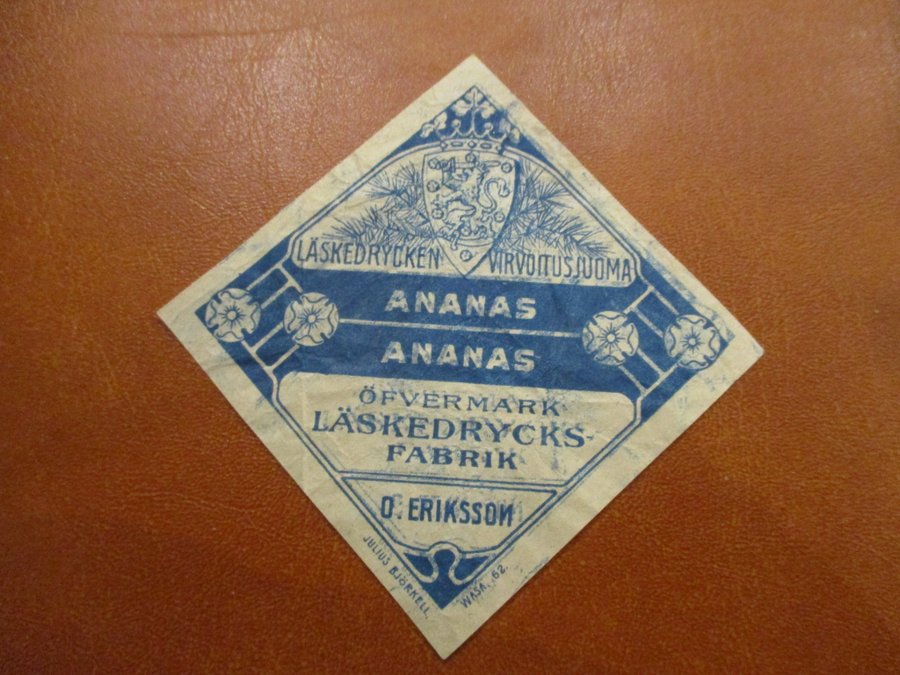 LÄSKEDRYCKEN VIRVOITUSJUOMA
ANANAS
ANANAS
ÖFVERMARK
LÄSKEDRYCKS-
FABRIK
O. ERIKSSON
JULIUS BJÖRKELL, WASA. 62.